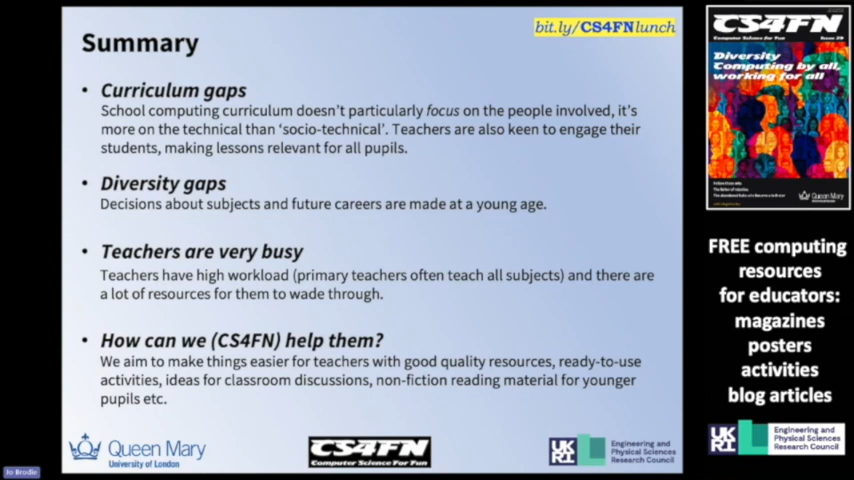 Summary
bit.ly/CS4FNlunch
• Curriculum gaps
School computing curriculum doesn't particularly focus on the people involved, it's
more on the technical than 'socio-technical'. Teachers are also keen to engage their
students, making lessons relevant for all pupils.
• Diversity gaps
Decisions about subjects and future careers are made at a young age.
• Teachers are very busy
Teachers have high workload (primary teachers often teach all subjects) and there are
a lot of resources for them to wade through.
• How can we (CS4FN) help them?
We aim to make things easier for teachers with good quality resources, ready-to-use
activities, ideas for classroom discussions, non-fiction reading material for younger
pupils etc.
Queen Mary
University of London
CS4FN
Computer Science For Fun
UK
RI
Engineering and
Physical Sciences
Research Council
CS4FN
Computer Science for Fun
Diversity
Computing by all,
working for all
Queen Mary
FREE computing
resources
for educators:
magazines
posters
activities
blog articles
UK
RI
Engineering and
Physical Sciences
Research Council
Jo Brodie